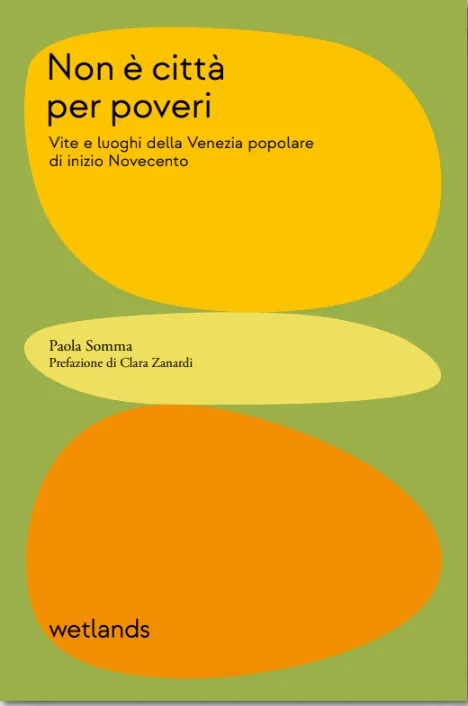 Non è città
per poveri
Vite e luoghi della Venezia popolare
di inizio Novecento
Paola Somma
Prefazione di Clara Zanardi
wetlands